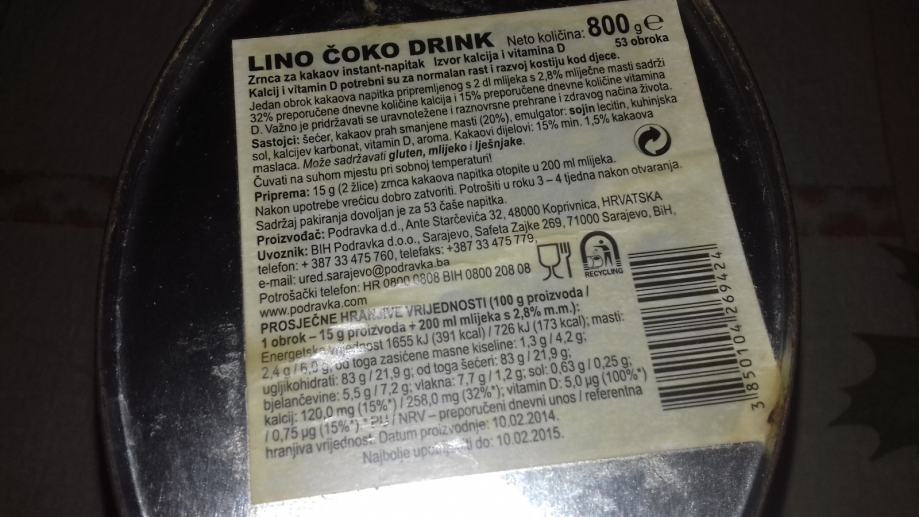 LINO ČOKO DRINK Neto količina: 800 g e
53 obroka
Zrnca za kakaov instant-napitak Izvor kalcija i vitamina D
Kalcij i vitamin D potrebni su za normalan rast i razvoj kostiju kod djece.
Jedan obrok kakaova napitka pripremljenog s 2 dl mlijeka s 2,8% mliječne masti sadrži
32% preporučene dnevne količine kalcija i 15% preporučene dnevne količine vitamina
D. Važno je pridržavati se uravnotežene i raznovrsne prehrane i zdravog načina života.
Sastojci: šećer, kakaov prah smanjene masti (20%), emulgator: sojin lecitin, kuhinjska
sol, kalcijev karbonat, vitamin D, aroma. Kakaovi dijelovi: 15% min. 1,5% kakaova
maslaca. Može sadržavati gluten, mlijeko i lješnjake.
Čuvati na suhom mjestu pri sobnoj temperaturi!
Priprema: 15 g (2 žlice) zrnca kakaova napitka otopite u 200 ml mlijeka.
Nakon upotrebe vrećicu dobro zatvoriti. Potrošiti u roku 3 – 4 tjedna nakon otvaranja.
Sadržaj pakiranja dovoljan je za 53 čaše napitka.
Proizvođač: Podravka d.d., Ante Starčevića 32, 48000 Koprivnica, HRVATSKA
Uvoznik: BIH Podravka d.o.o., Sarajevo, Safeta Zajke 269, 71000 Sarajevo, BiH,
telefon: + 387 33 475 760, telefaks: +387 33 475 779,
e-mail: ured.sarajevo@podravka.ba
Potrošački telefon: HR 0800 0808 BIH 0800 208 08
www.podravka.com
RECYCLING
PROSJEČNE HRANJIVE VRIJEDNOSTI (100 g proizvoda /
1 obrok – 15 g proizvoda + 200 ml mlijeka s 2,8% m.m.):
Energetska vrijednost 1655 kJ (391 kcal) / 726 kJ (173 kcal); masti:
2,4 g / 6,0 g; od toga zasićene masne kiseline: 1,3 g / 4,2 g;
ugljikohidrati: 83 g / 21,9 g; od toga šećeri: 83 g / 21,9 g;
bjelančevine: 5,5 g / 7,2 g; vlakna: 7,7 g / 1,2 g; sol: 0,63 g / 0,25 g;
kalcij: 120,0 mg (15%*) / 258,0 mg (32%*); vitamin D: 5,0 µg (100%*)
/ 0,75 µg (15%*) / NRV – preporučeni dnevni unos / referentna
hranjiva vrijednost Datum proizvodnje: 10.02.2014.
Najbolje upotrijebiti do: 10.02.2015.
3 850104 269424